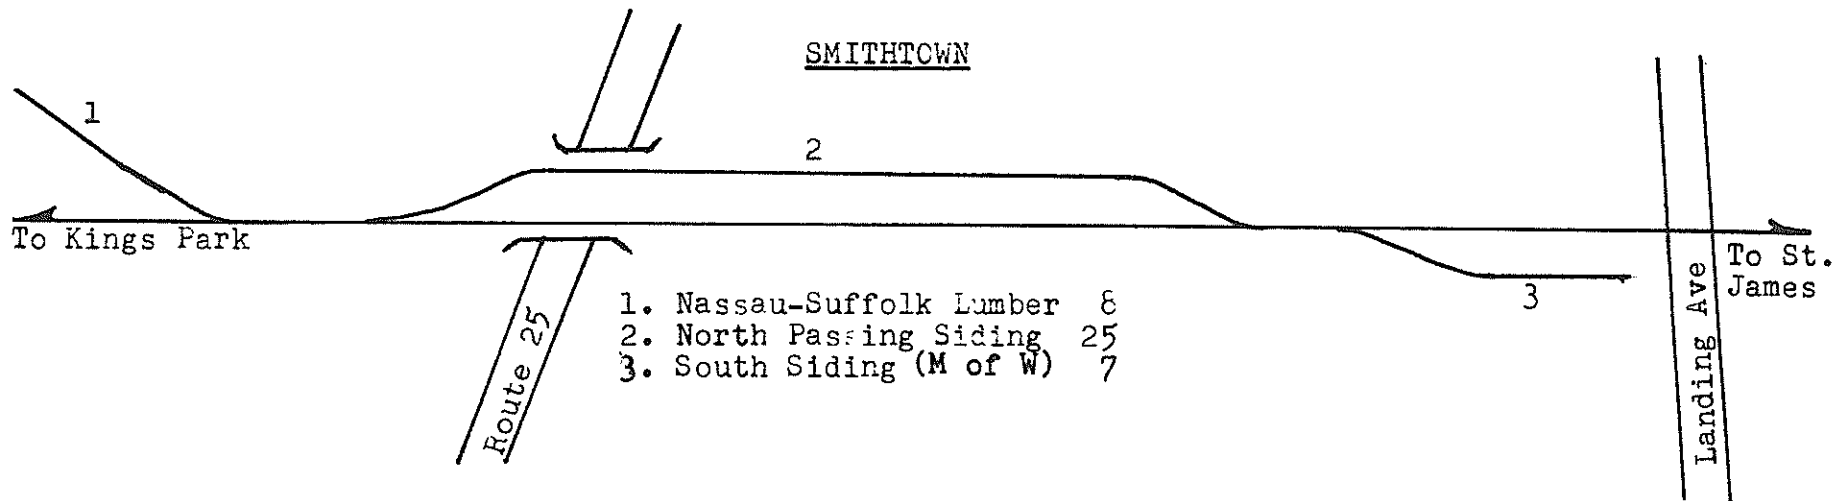 SMITHTOWN
1
2
To Kings Park
To St.
James
3
1. Nassau-Suffolk Lumber 8
2. North Passing Siding 25
3. South Siding (M of W) 7
Route 25
Landing Ave